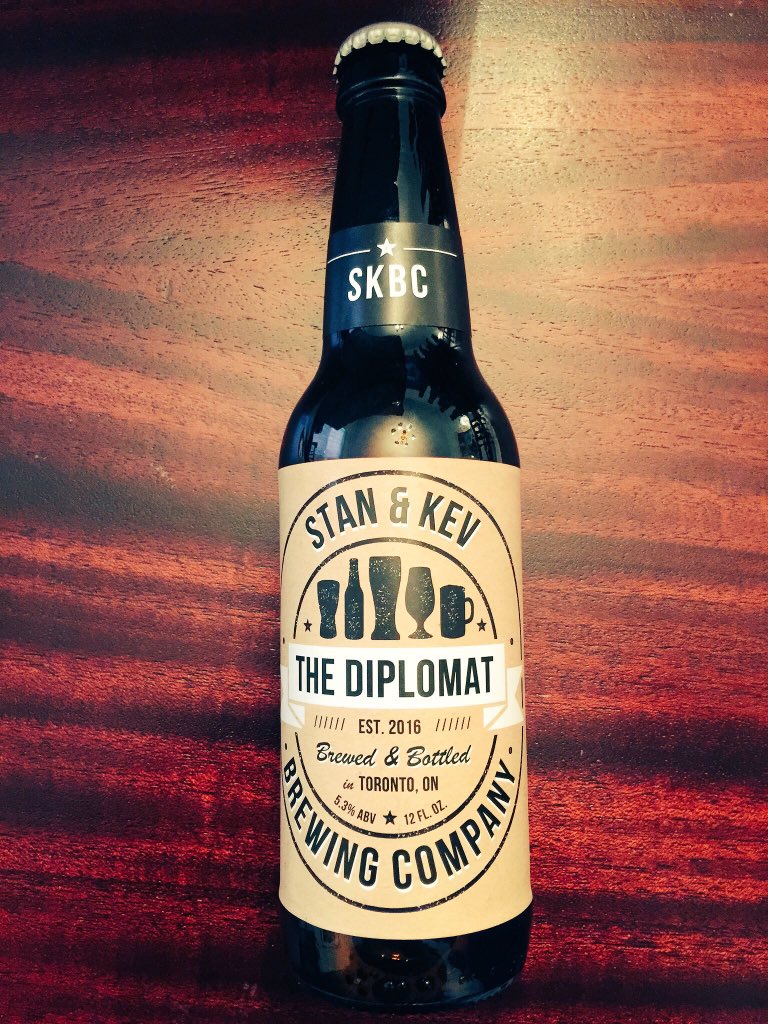 SKBC
STAN & KEV
THE DIPLOMAT
EST. 2016
Brewed & Bottled
in TORONTO, ON
5.3% ABV ★ 12 FL. OZ.
BREWING COMPANY